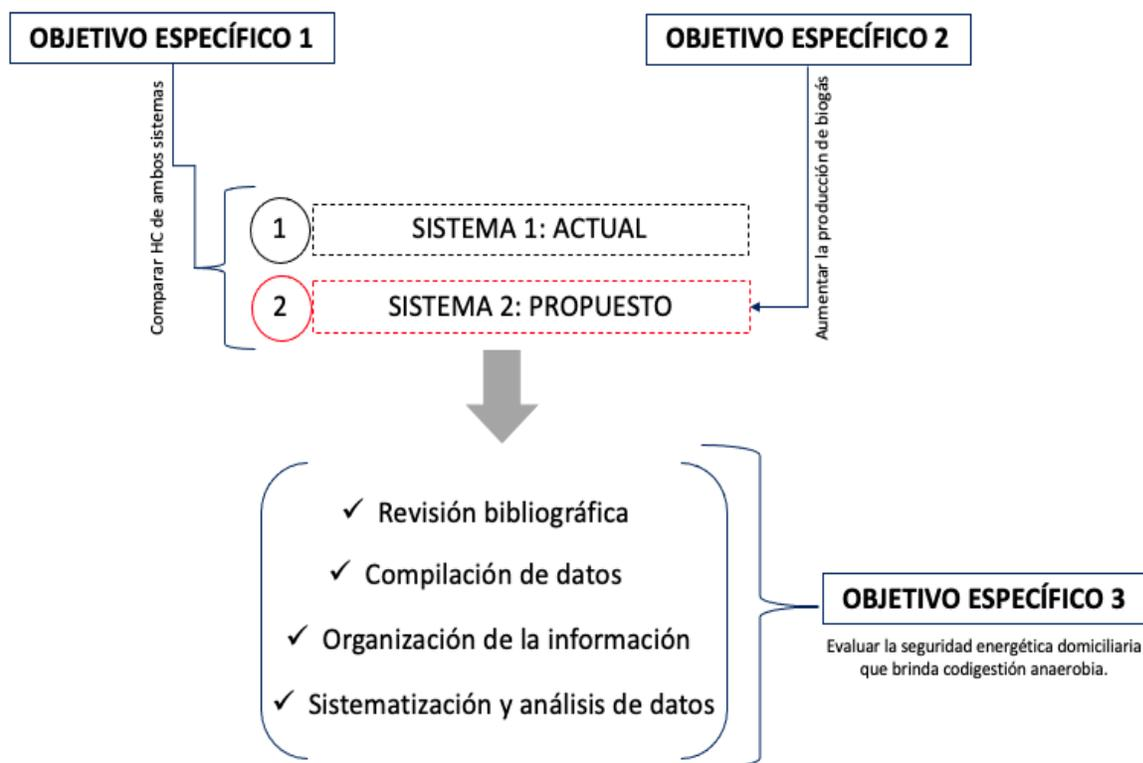 OBJETIVO ESPECÍFICO 1
OBJETIVO ESPECÍFICO 2
Comparar HC de ambos sistemas
Aumentar la producción de biogás
1
SISTEMA 1: ACTUAL
2
SISTEMA 2: PROPUESTO
✓ Revisión bibliográfica
✓ Compilación de datos
✓ Organización de la información
✓ Sistematización y análisis de datos
OBJETIVO ESPECÍFICO 3
Evaluar la seguridad energética domiciliaria
que brinda codigestión anaerobia.